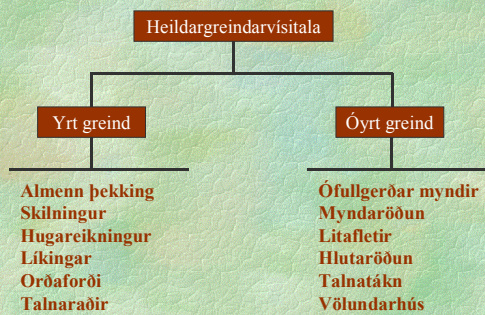 Heildargreindarvísitala
Yrt greind
Óyrt greind
Almenn þekking
Skilningur
Hugareikningur
Líkingar
Orðaforði
Talnaraðir
Ófullgerðar myndir
Myndaröðun
Litafletir
Hlutaröðun
Talnatákn
Völundarhús